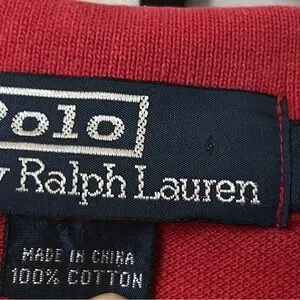 Polo
y Ralph Lauren
MADE IN CHINA
100% COTTON